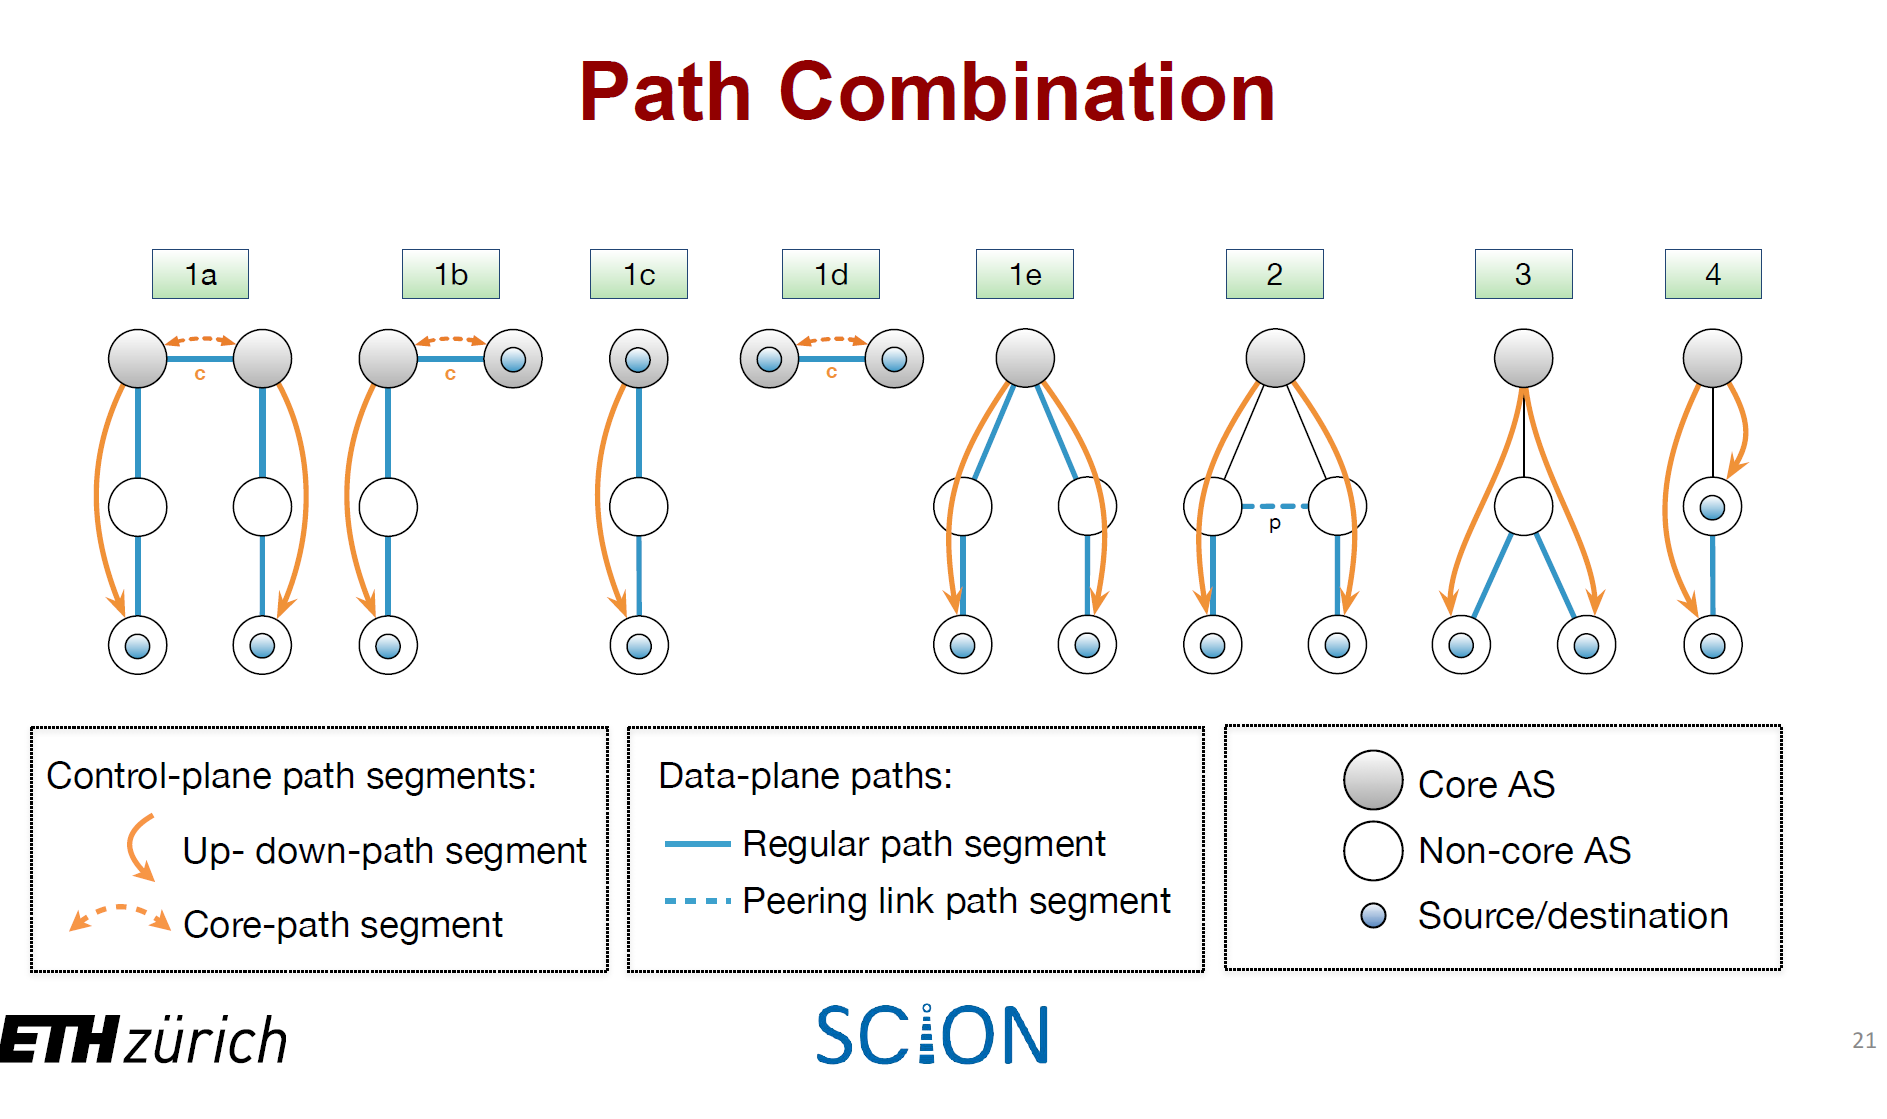 Path Combination
1a
1b
1c
1d
1e
2
3
4
c
c
c
p
Control-plane path segments:
Up- down-path segment
Core-path segment
Data-plane paths:
Regular path segment
Peering link path segment
Core AS
Non-core AS
Source/destination
ETH zürich
SCION
21